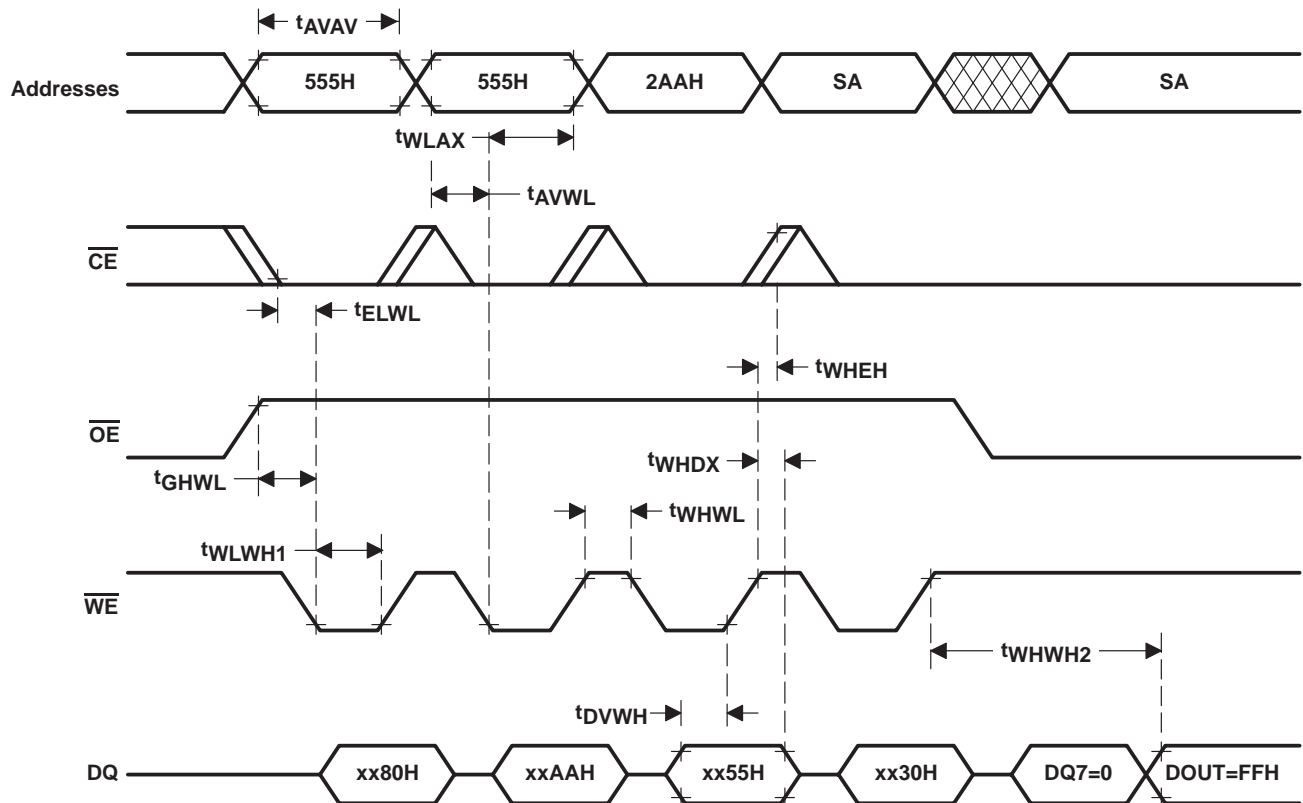 tAVAV
Addresses 555H 555H 2AAH SA SA
tWLAX
tAVWL
CE
tELWL
tWHEH
OE
tWHDX
tGHWL
tWHWL
tWLWH1
WE
tWHWH2
tDVWH
DQ xx80H xxAAH xx55H xx30H DQ7=0 DOUT=FFH